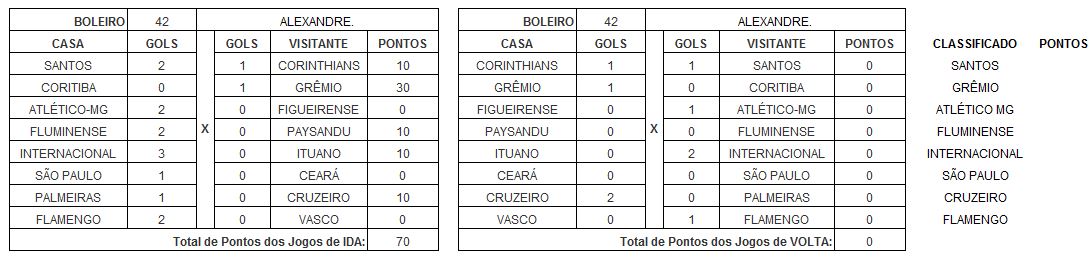 BOLEIRO 42 ALEXANDRE. BOLEIRO 42 ALEXANDRE.
CASA GOLS GOLS VISITANTE PONTOS CASA GOLS GOLS VISITANTE PONTOS CLASSIFICADO PONTOS
SANTOS 2 1 CORINTHIANS 10 CORINTHIANS 1 1 SANTOS 0 SANTOS
CORITIBA 0 1 GRÊMIO 30 GRÊMIO 1 0 CORITIBA 0 GRÊMIO
ATLÉTICO-MG 2 0 FIGUEIRENSE 0 FIGUEIRENSE 0 1 ATLÉTICO-MG 0 ATLÉTICO MG
FLUMINENSE 2 X 0 PAYSANDU 10 PAYSANDU 0 X 0 FLUMINENSE 0 FLUMINENSE
INTERNACIONAL 3 0 ITUANO 10 ITUANO 0 2 INTERNACIONAL 0 INTERNACIONAL
SÃO PAULO 1 0 CEARÁ 0 CEARÁ 0 0 SÃO PAULO 0 SÃO PAULO
PALMEIRAS 1 0 CRUZEIRO 10 CRUZEIRO 2 0 PALMEIRAS 0 CRUZEIRO
FLAMENGO 2 0 VASCO 0 VASCO 0 1 FLAMENGO 0 FLAMENGO
Total de Pontos dos Jogos de IDA: 70 Total de Pontos dos Jogos de VOLTA: 0